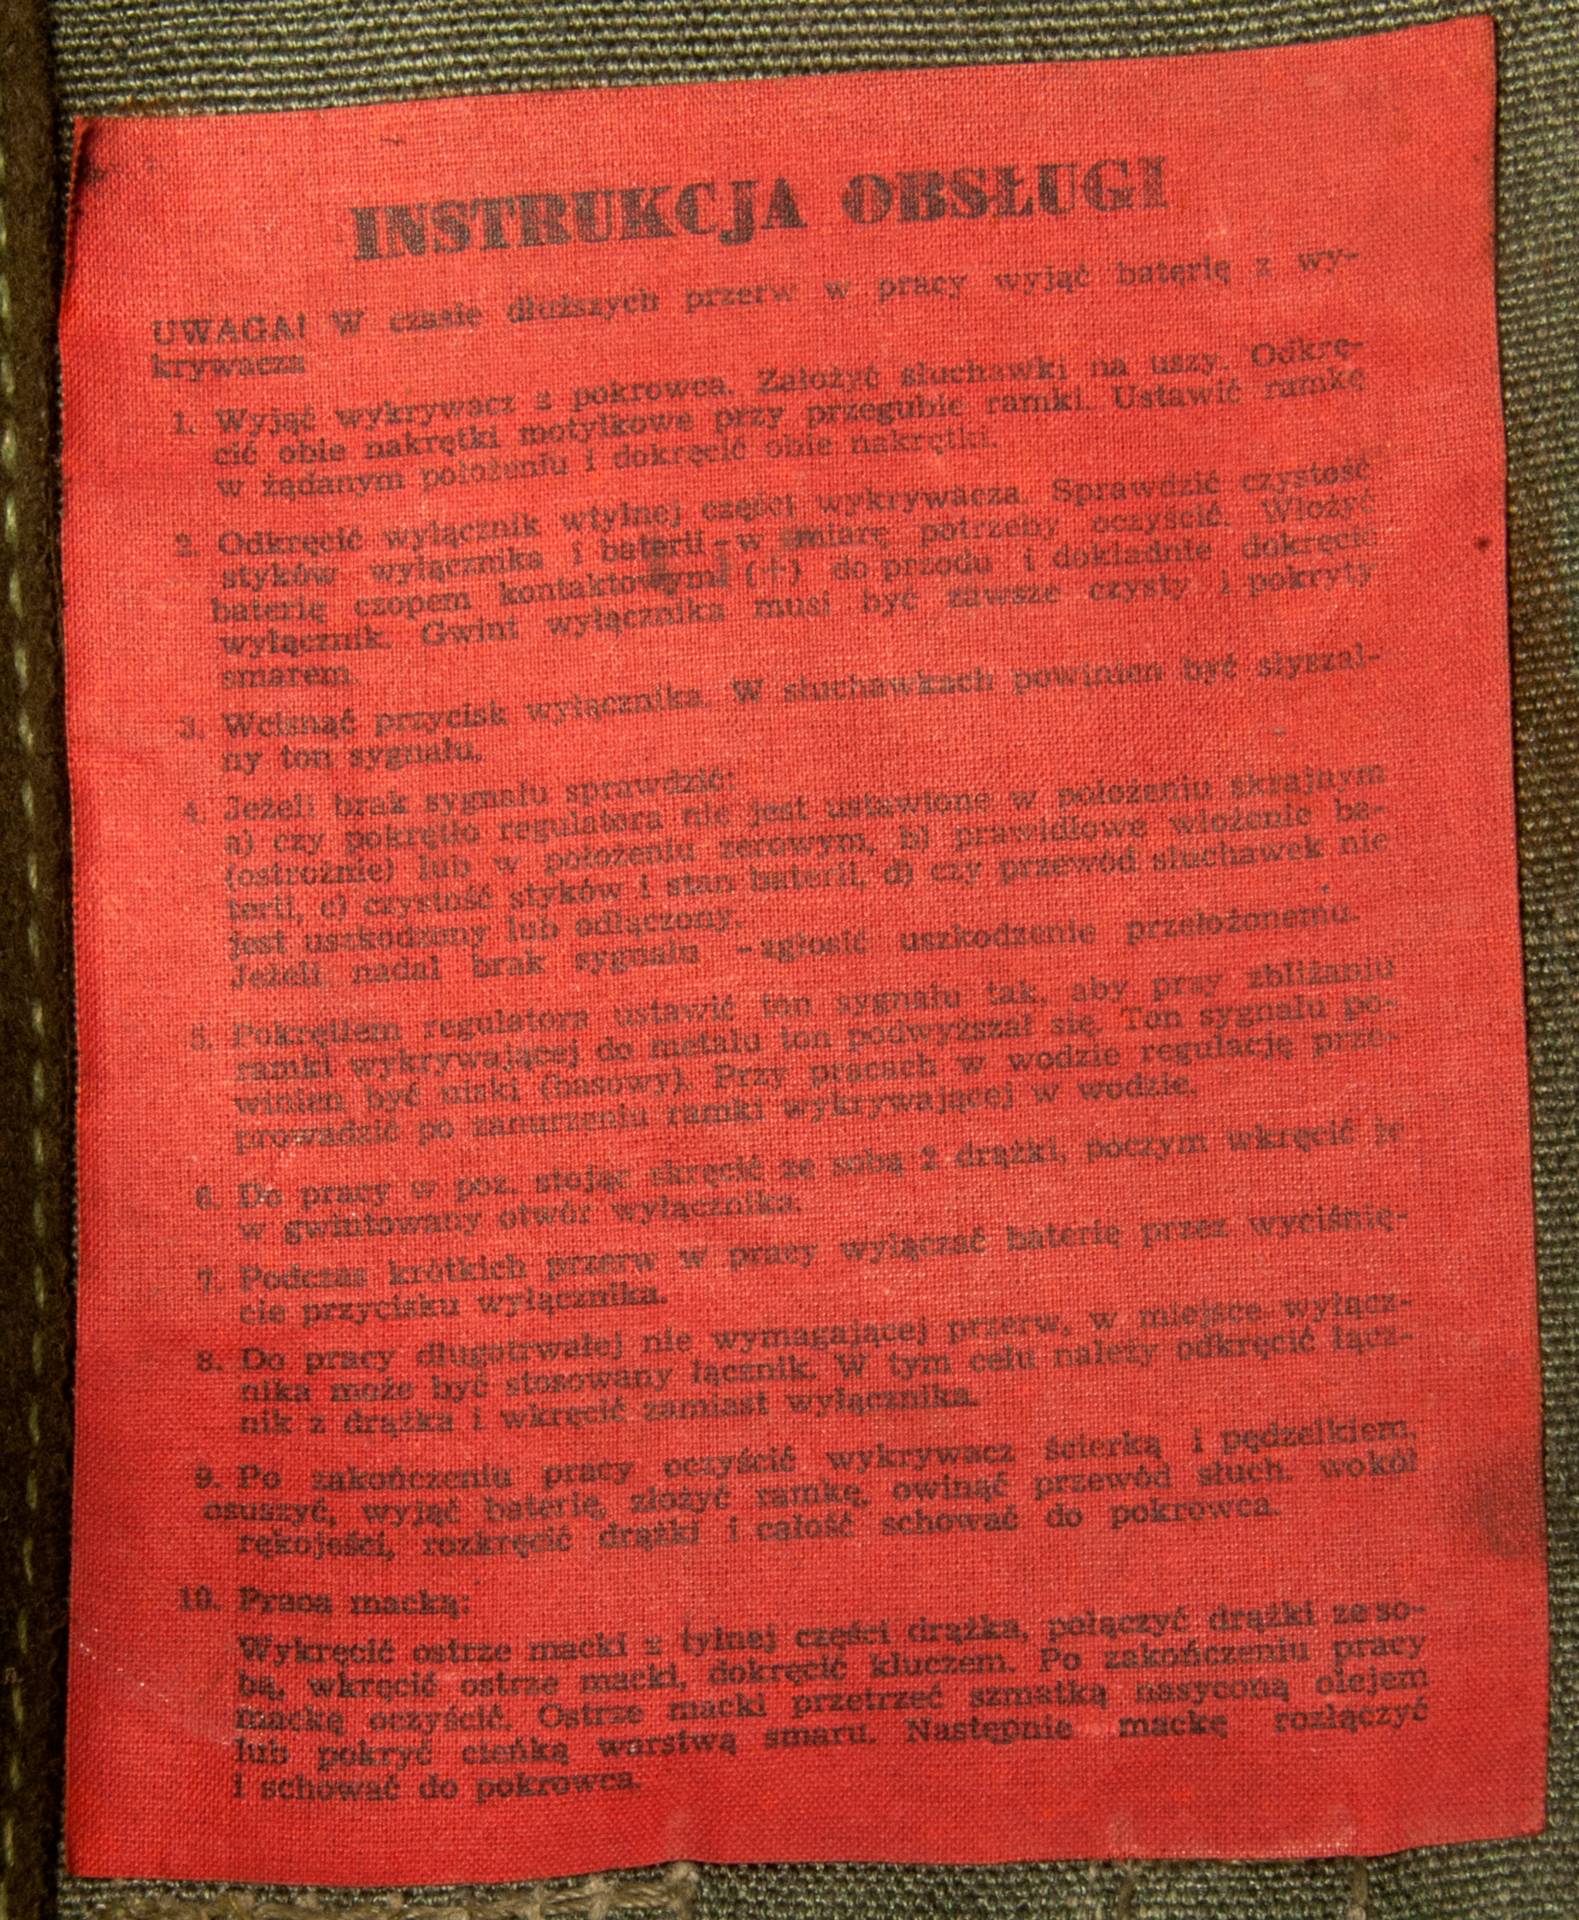 INSTRUKCJA OBSŁUGI
UWAGA! W czasie dłuższych przerw w pracy wyjąć baterię z wy-
krywacza
1. Wyjąć wykrywacz z pokrowca. Założyć słuchawki na uszy. Odkrę-
cić obie nakrętki motylkowe przy przegubie ramki. Ustawić ramkę
w żądanym położeniu i dokręcić obie nakrętki.
2. Odkręcić wyłącznik wtylnej części wykrywacza. Sprawdzić czystość
styków wyłącznika i baterii - w miarę potrzeby oczyścić. Włożyć
baterię czopem kontaktowym (+) do przodu i dokładnie dokręcić
wyłącznik. Gwint wyłącznika musi być zawsze czysty i pokryty
smarem.
3. Wcisnąć przycisk wyłącznika. W słuchawkach powinien być słyszal-
ny ton sygnału.
4. Jeżeli brak sygnału sprawdzić:
a) czy pokrętło regulatora nie jest ustawione w położeniu skrajnym
(ostrożnie) lub w położeniu zerowym, b) prawidłowe włożenie ba-
terii, c) czystość styków i stan baterii, d) czy przewód słuchawek nie
jest uszkodzony lub odłączony.
Jeżeli nadal brak sygnału - zgłosić uszkodzenie przełożonemu.
5. Pokrętłem regulatora ustawić ton sygnału tak, aby przy zbliżaniu
ramki wykrywającej do metalu ton podwyższał się. Ton sygnału po-
winien być niski (basowy). Przy pracach w wodzie regulację prze-
prowadzić po zanurzeniu ramki wykrywającej w wodzie.
6. Do pracy w poz. stojąc skręcić ze sobą 2 drążki, poczym wkręcić je
w gwintowany otwór wyłącznika.
7. Podczas krótkich przerw w pracy wyłączać baterię przez wyciśnię-
cie przycisku wyłącznika.
8. Do pracy długotrwałej nie wymagającej przerw, w miejsce wyłącz-
nika może być stosowany łącznik. W tym celu należy odkręcić łącz-
nik z drążka i wkręcić zamiast wyłącznika.
9. Po zakończeniu pracy oczyścić wykrywacz ścierką i pędzelkiem,
osuszyć, wyjąć baterię, złożyć ramkę, owinąć przewód słuch. wokół
rękojeści, rozkręcić drążki i całość schować do pokrowca.
10. Praca macką:
Wykręcić ostrze macki z tylnej części drążka, połączyć drążki ze so-
bą, wkręcić ostrze macki, dokręcić kluczem. Po zakończeniu pracy
mackę oczyścić. Ostrze macki przetrzeć szmatką nasyconą olejem
lub pokryć cieńką warstwą smaru. Następnie mackę rozłączyć
i schować do pokrowca.